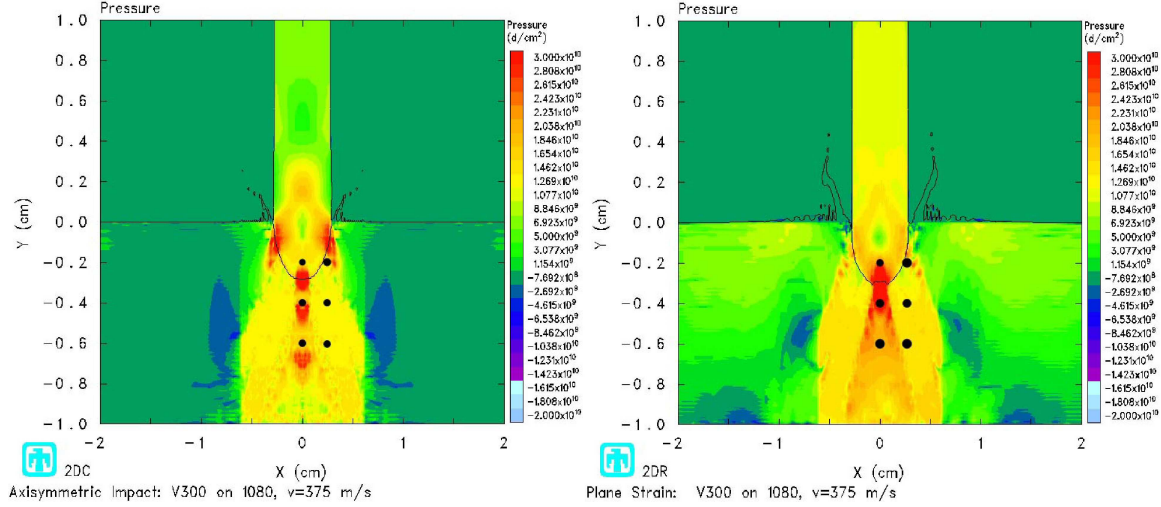 Pressure
Pressure
(d/cm²)
3.000x10¹⁰
2.808x10¹⁰
2.615x10¹⁰
2.423x10¹⁰
2.231x10¹⁰
2.038x10¹⁰
1.846x10¹⁰
1.654x10¹⁰
1.462x10¹⁰
1.269x10¹⁰
1.077x10¹⁰
8.846x10⁹
6.923x10⁹
5.000x10⁹
3.077x10⁹
1.154x10⁹
-7.692x10⁸
-2.692x10⁹
-4.615x10⁹
-6.538x10⁹
-8.462x10⁹
-1.038x10¹⁰
-1.231x10¹⁰
-1.423x10¹⁰
-1.615x10¹⁰
-1.808x10¹⁰
-2.000x10¹⁰
1.0
0.8
0.6
0.4
0.2
0.0
-0.2
-0.4
-0.6
-0.8
-1.0
Y (cm)
-2 -1 0 1 2
X (cm)
2DC
Axisymmetric Impact: V300 on 1080, v=375 m/s
Pressure
Pressure
(d/cm²)
3.000x10¹⁰
2.808x10¹⁰
2.615x10¹⁰
2.423x10¹⁰
2.231x10¹⁰
2.038x10¹⁰
1.846x10¹⁰
1.654x10¹⁰
1.462x10¹⁰
1.269x10¹⁰
1.077x10¹⁰
8.846x10⁹
6.923x10⁹
5.000x10⁹
3.077x10⁹
1.154x10⁹
-7.692x10⁸
-2.692x10⁹
-4.615x10⁹
-6.538x10⁹
-8.462x10⁹
-1.038x10¹⁰
-1.231x10¹⁰
-1.423x10¹⁰
-1.615x10¹⁰
-1.808x10¹⁰
-2.000x10¹⁰
1.0
0.8
0.6
0.4
0.2
0.0
-0.2
-0.4
-0.6
-0.8
-1.0
Y (cm)
-2 -1 0 1 2
X (cm)
2DR
Plane Strain: V300 on 1080, v=375 m/s